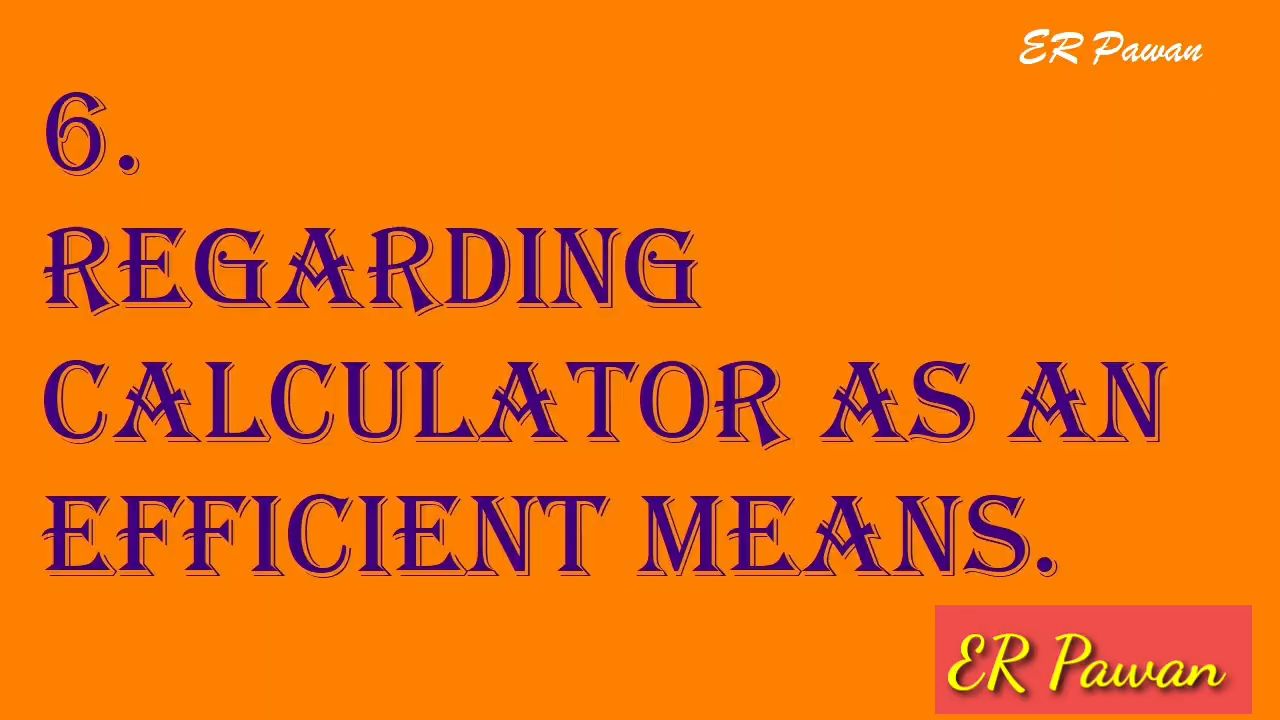 ER Pawan
6.
REGARDING
CALCULATOR AS AN
EFFICIENT MEANS.
ER Pawan